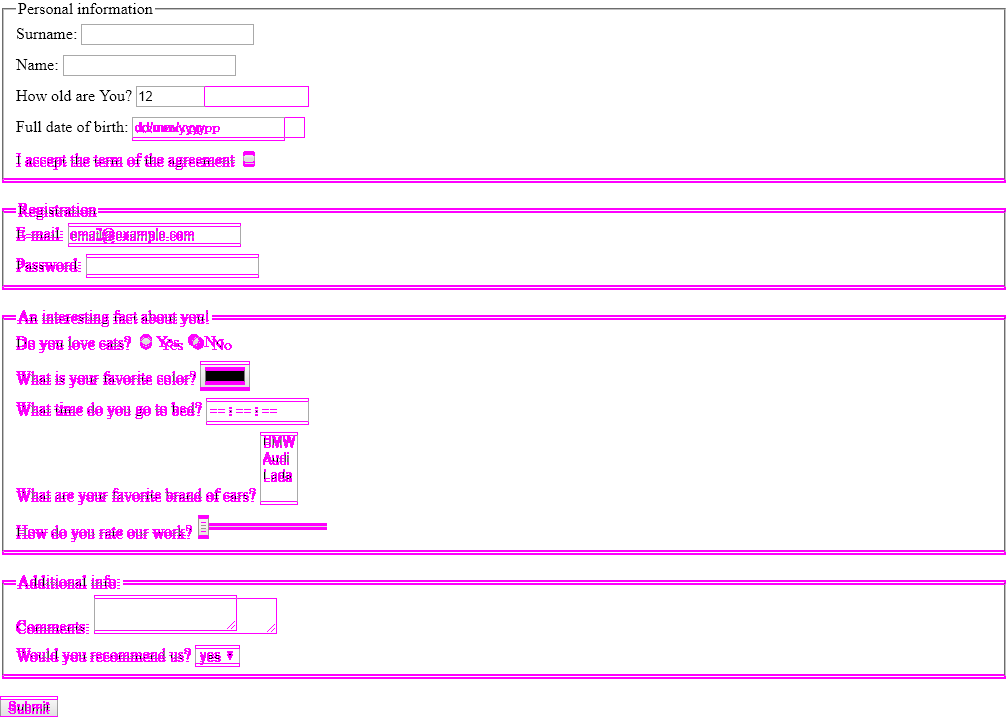 Personal information
Surname:
Name:
How old are You? 12
Full date of birth: dd/mm/yyyy
I accept the term of the agreement
Registration
E-mail: email@example.com
Password:
An interesting fact about you!
Do you love cats? Yes No
What is your favorite color?
What time do you go to bed? --:--:--
BMW
Audi
Lada
What are your favorite brand of cars?
How do you rate our work?
Additional info:
Comments:
Would you recommend us? yes
Submit